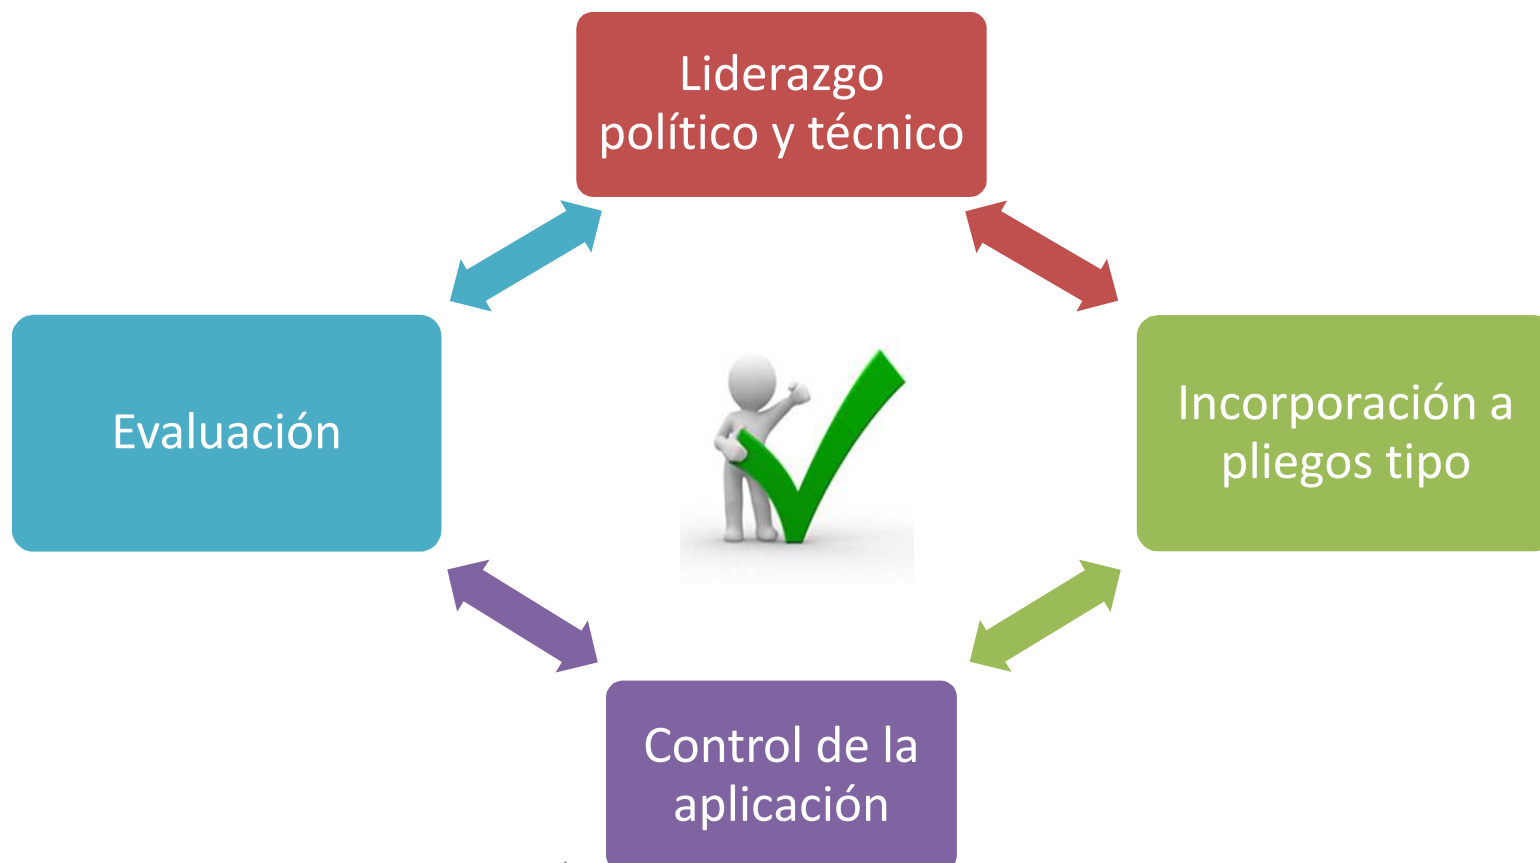 Liderazgo
político y técnico
Incorporación a
pliegos tipo
Evaluación
Control de la
aplicación